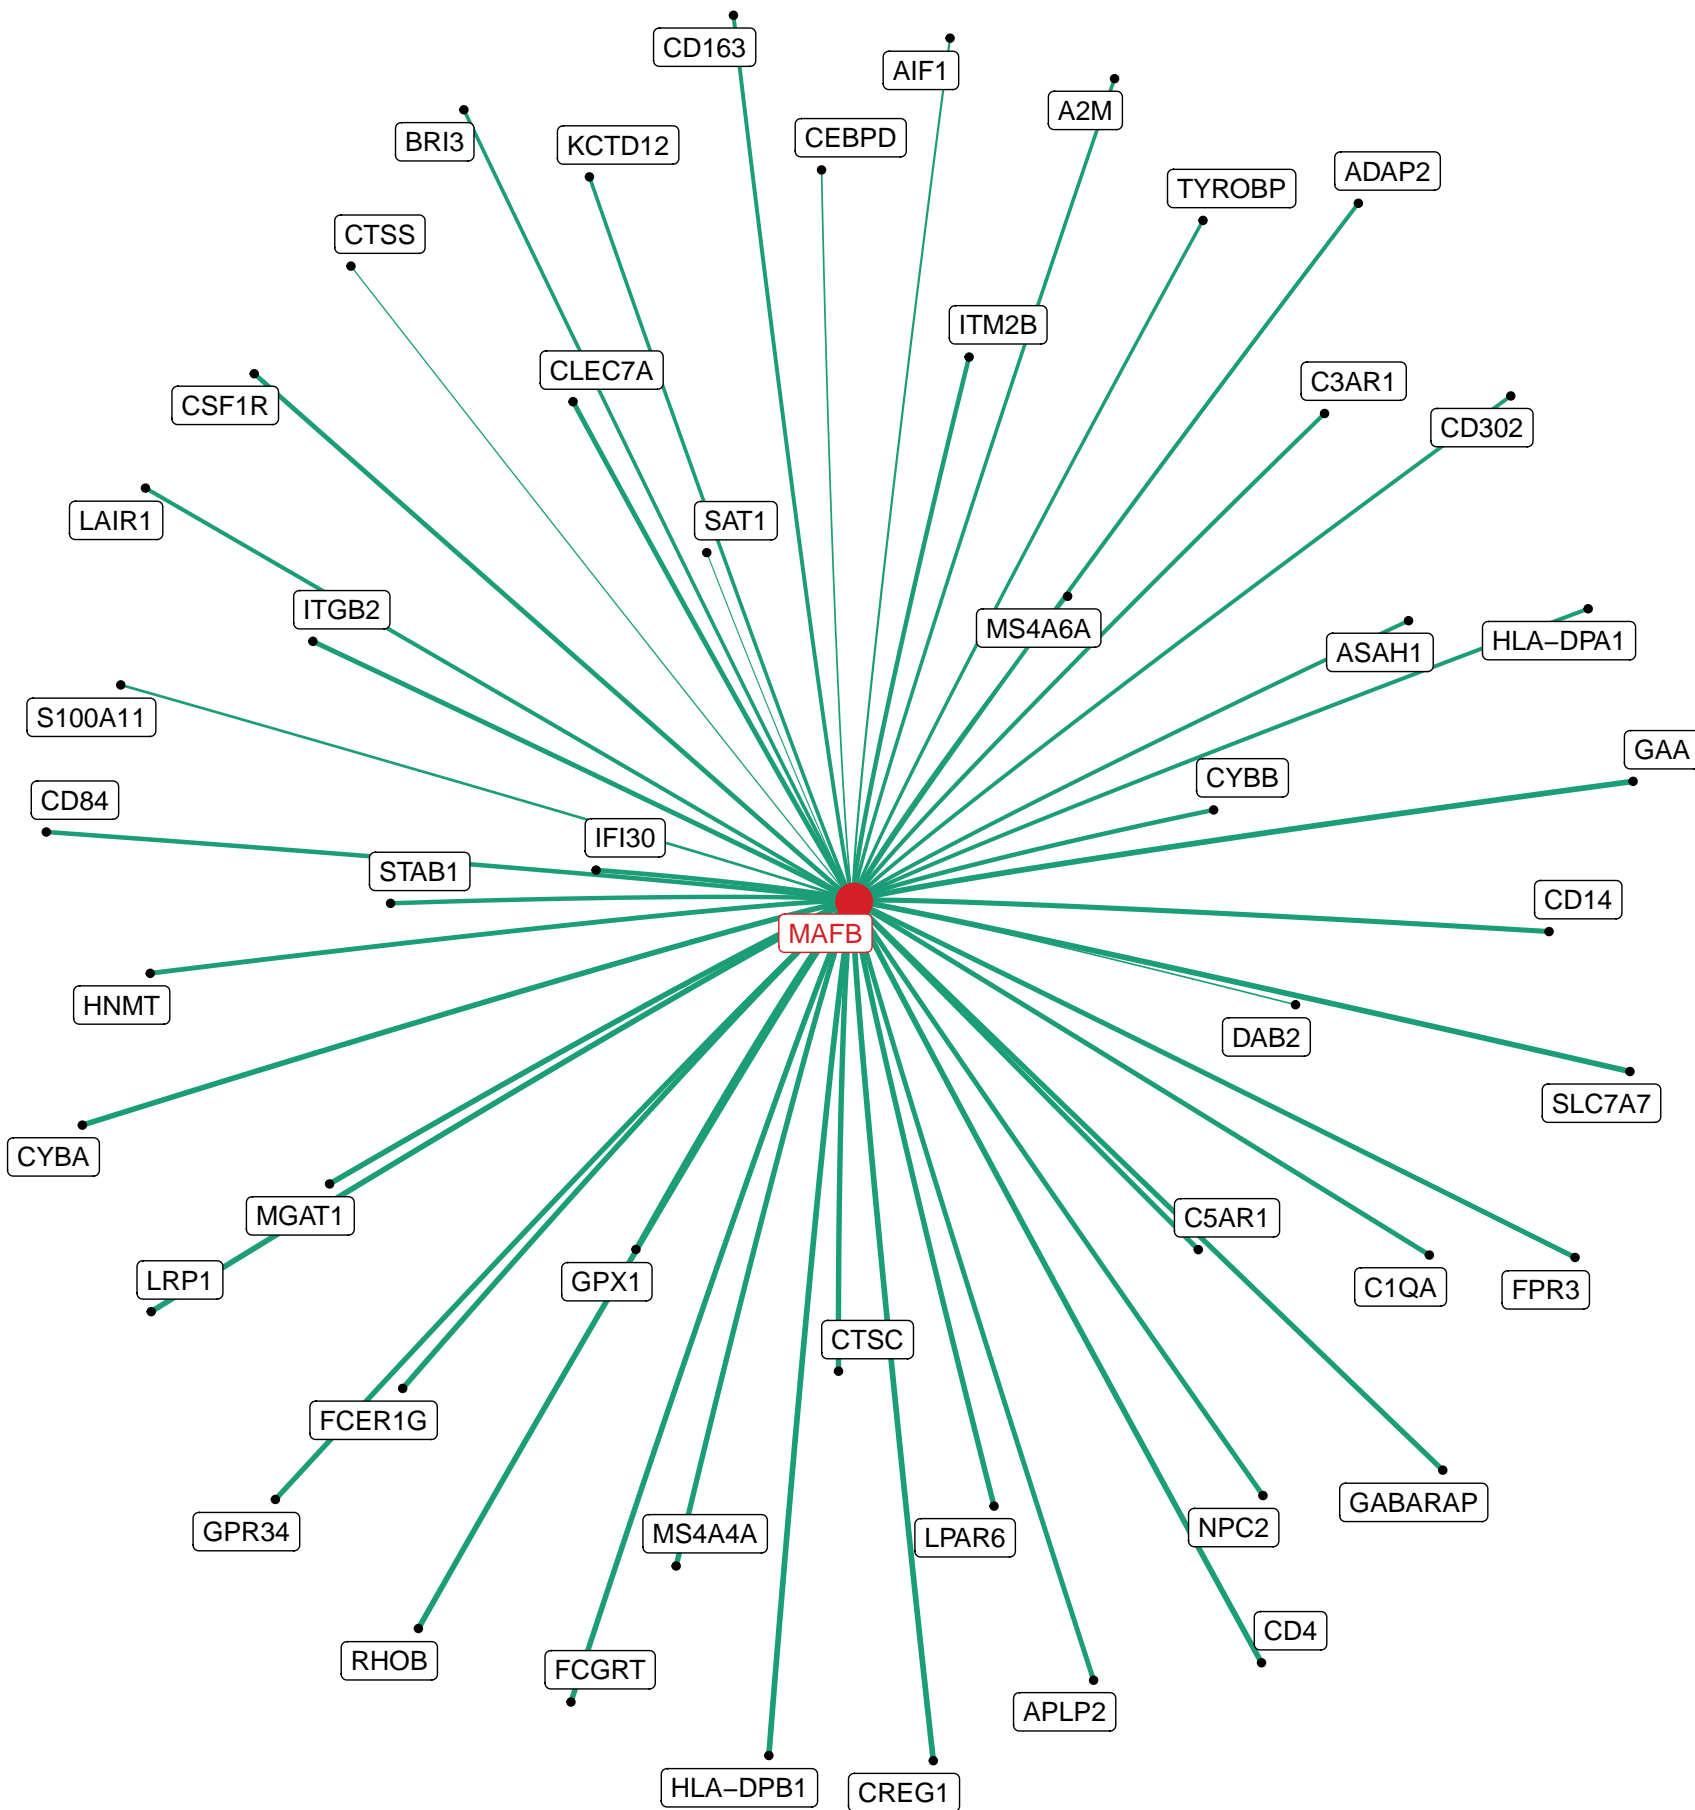 CD163
AIF1
A2M
BRI3
KCTD12
CEBPD
ADAP2
TYROBP
CTSS
ITM2B
CLEC7A
C3AR1
CSF1R
CD302
LAIR1
SAT1
ITGB2
MS4A6A
HLA−DPA1
ASAH1
S100A11
GAA
CYBB
CD84
IFI30
STAB1
CD14
MAFB
HNMT
DAB2
SLC7A7
CYBA
MGAT1
C5AR1
LRP1
GPX1
C1QA
FPR3
CTSC
FCER1G
GABARAP
GPR34
MS4A4A
LPAR6
NPC2
CD4
RHOB
FCGRT
APLP2
HLA−DPB1
CREG1